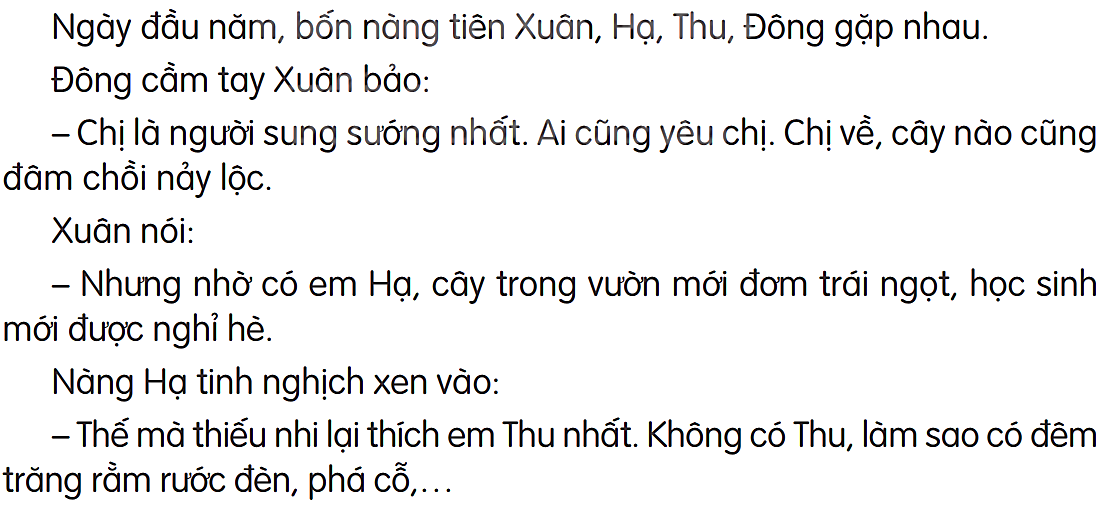 Ngày đầu năm, bốn nàng tiên Xuân, Hạ, Thu, Đông gặp nhau.
Đông cầm tay Xuân bảo:
– Chị là người sung sướng nhất. Ai cũng yêu chị. Chị về, cây nào cũng
đâm chồi nảy lộc.
Xuân nói:
– Nhưng nhờ có em Hạ, cây trong vườn mới đơm trái ngọt, học sinh
mới được nghỉ hè.
Nàng Hạ tinh nghịch xen vào:
– Thế mà thiếu nhi lại thích em Thu nhất. Không có Thu, làm sao có đêm
trăng rằm rước đèn, phá cỗ,…